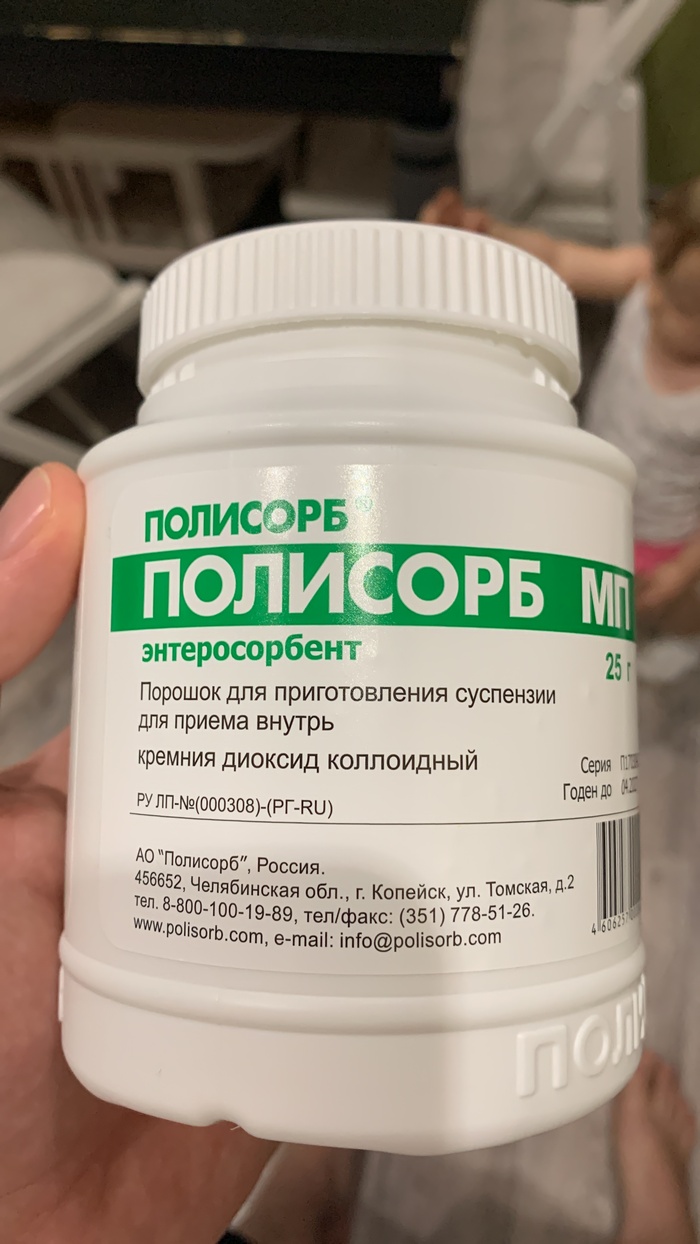 ПОЛИСОРБ®
ПОЛИСОРБ МП
энтеросорбент
25 г
Порошок для приготовления суспензии
для приема внутрь
кремния диоксид коллоидный
Серия
Годен до
РУ ЛП-№(000308)-(РГ-RU)
АО "Полисорб", Россия.
456652, Челябинская обл., г. Копейск, ул. Томская, д.2
тел. 8-800-100-19-89, тел/факс: (351) 778-51-26.
www.polisorb.com, e-mail: info@polisorb.com